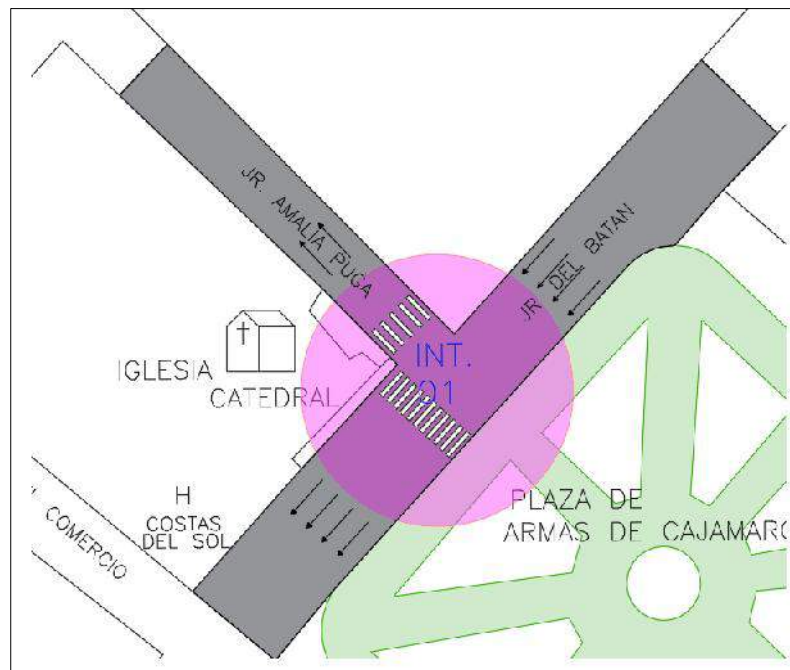 JR. AMALIA PUGA
JR DEL BATAN
INT.
01
IGLESIA
CATEDRAL
H
COSTAS
DEL SOL
COMERCIO
PLAZA DE
ARMAS DE CAJAMARC